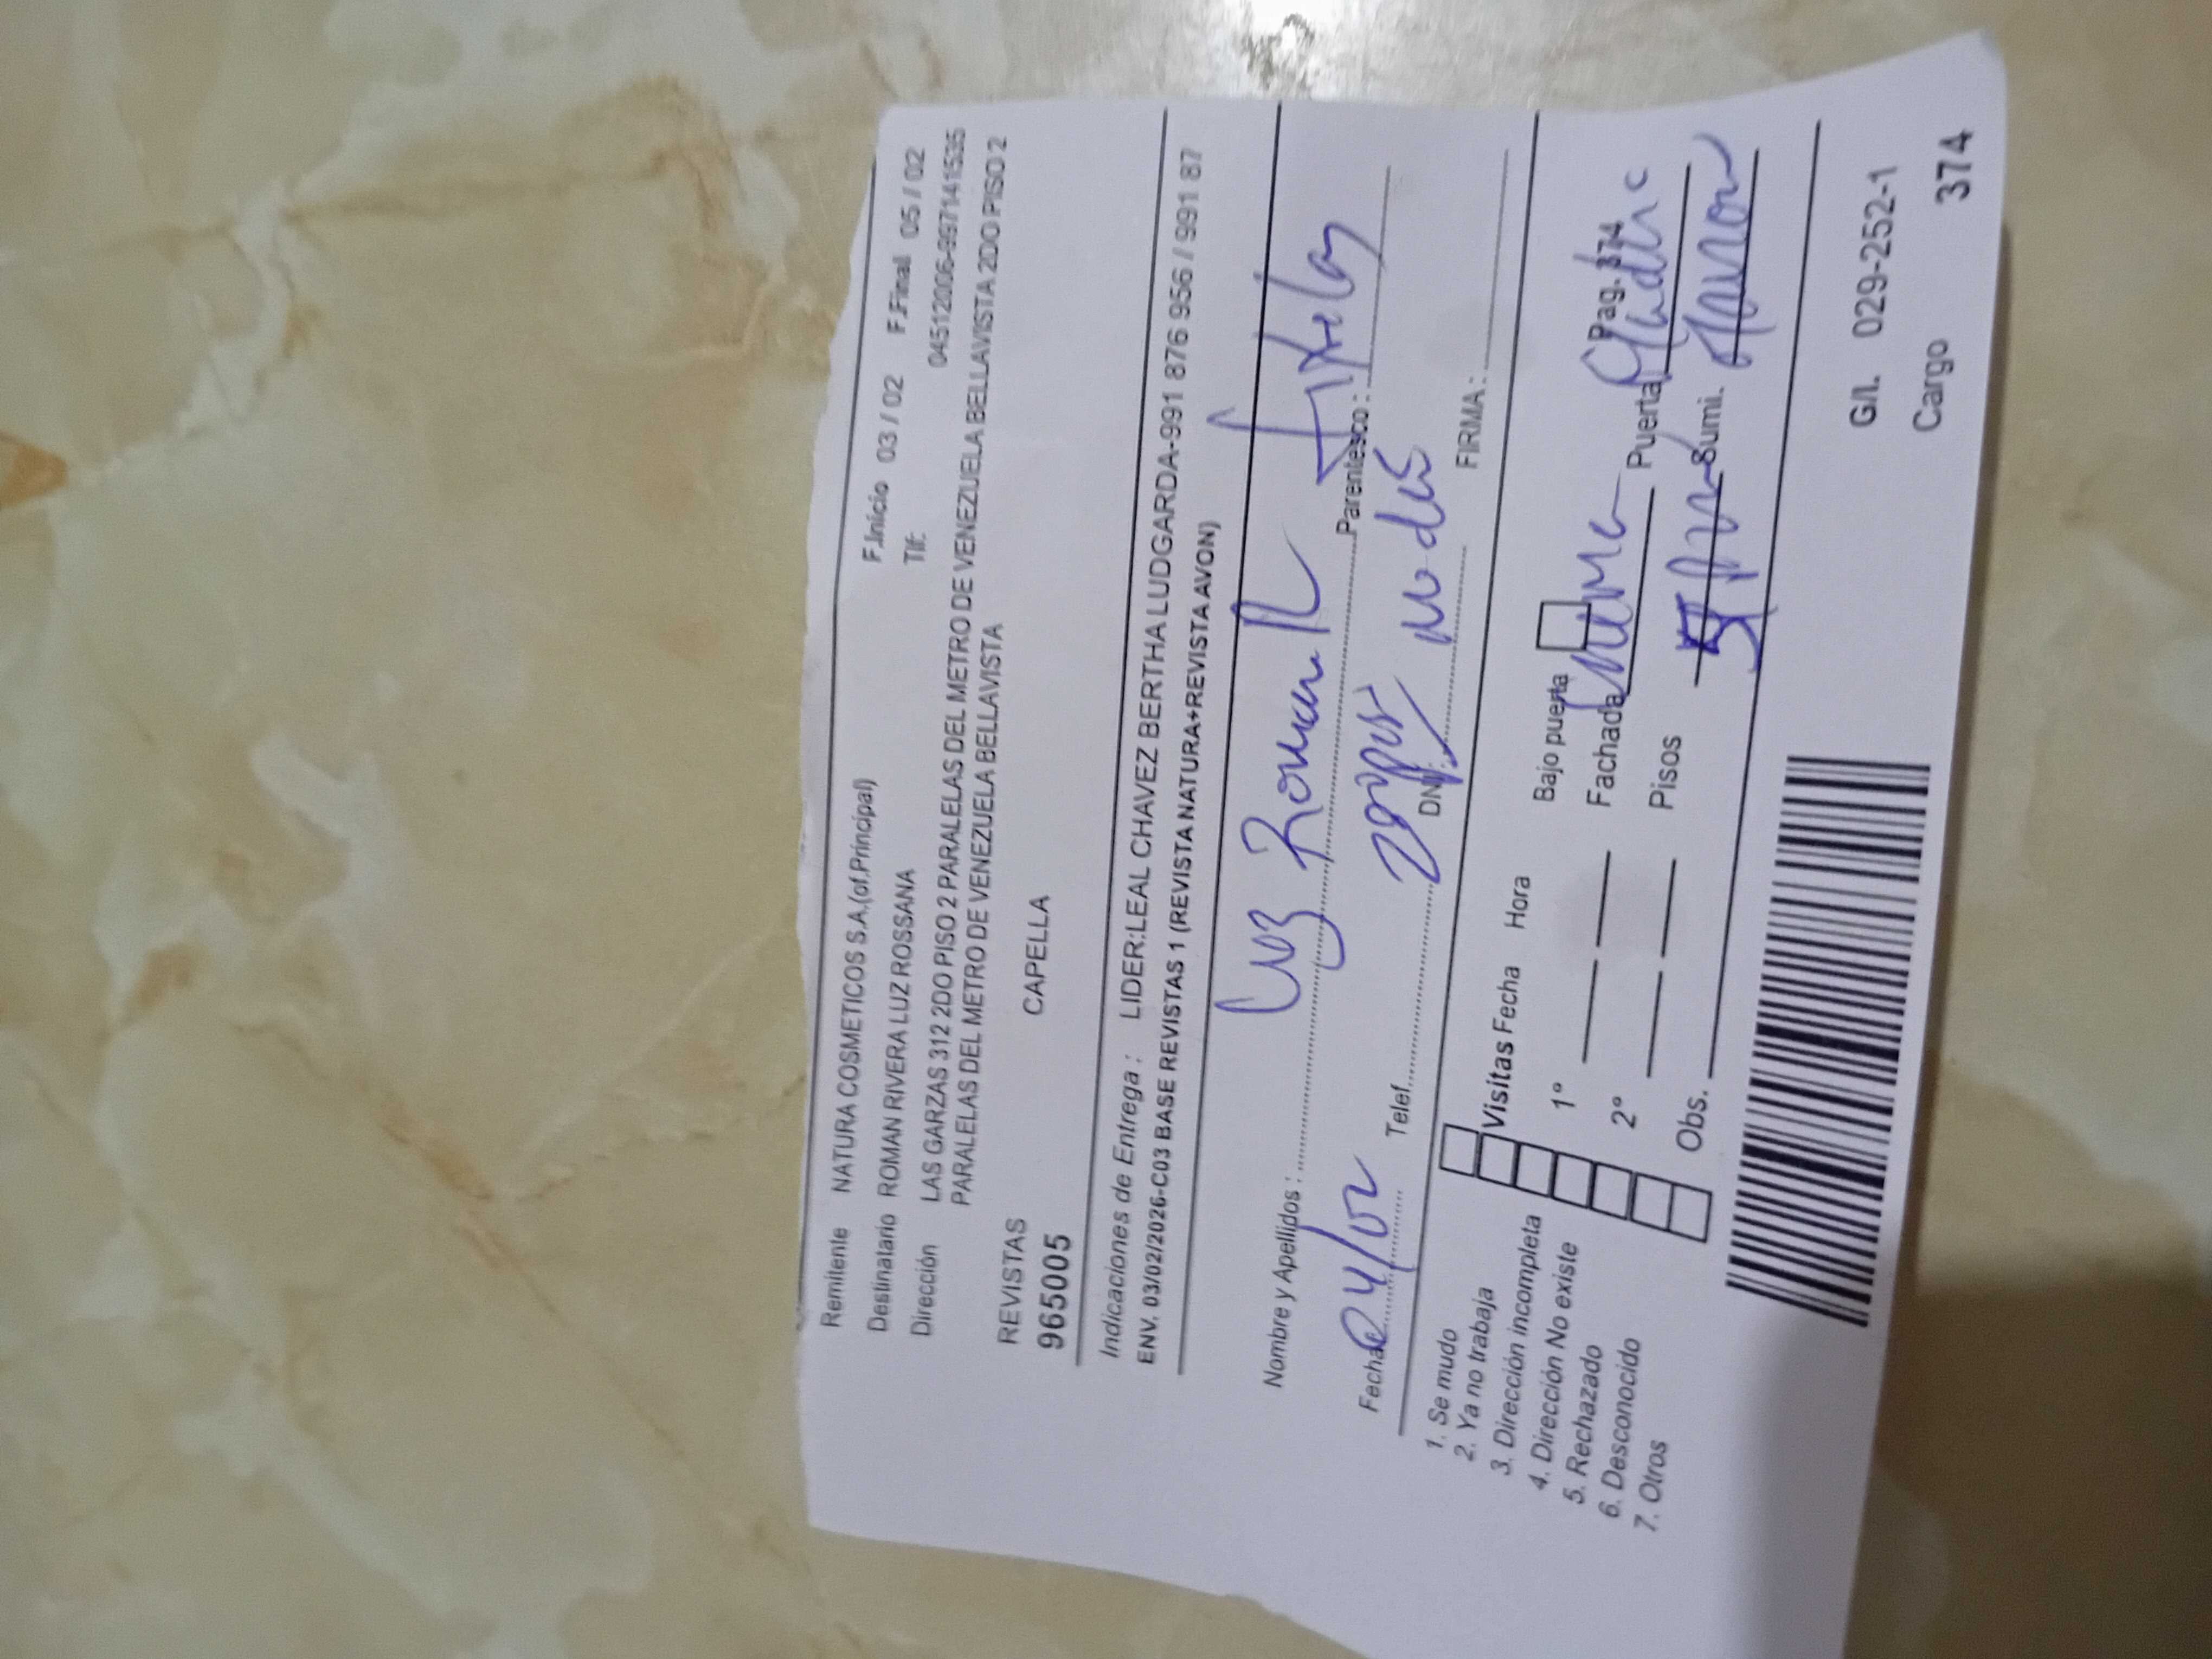 Remitente NATURA COSMETICOS S.A.(of.Principal) F.Inicio 03 / 02 F.Final 05 / 02
Destinatario ROMAN RIVERA LUZ ROSSANA Tlf:
Dirección LAS GARZAS 312 2DO PISO 2 PARALELAS DEL METRO DE VENEZUELA BELLAVISTA 2DO PISO 2
PARALELAS DEL METRO DE VENEZUELA BELLAVISTA
REVISTAS CAPELLA
965005
Indicaciones de Entrega : LIDER:LEAL CHAVEZ BERTHA LUDGARDA-991 876 956 / 991 87
ENV. 03/02/2026-C03 BASE REVISTAS 1 (REVISTA NATURA+REVISTA AVON)
Nombre y Apellidos : Luz Roman R Parentesco : Titular
Fecha 04/02 Telef. DNI: FIRMA:
1. Se mudo
2. Ya no trabaja
3. Dirección incompleta
4. Dirección No existe
5. Rechazado
6. Desconocido
7. Otros
Visitas Fecha Hora Bajo puerta Pag. 374
1° Fachada Puerta
2° Pisos Sumi.
Obs.
G/I. 029-252-1
Cargo 374